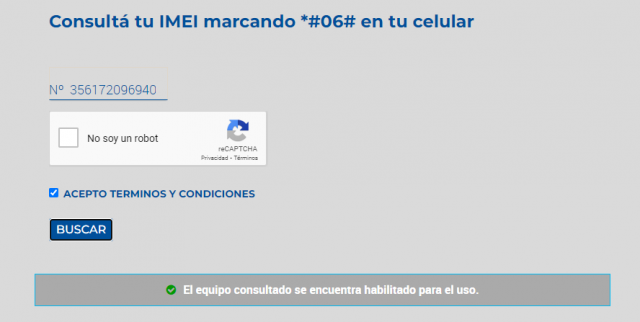 Consultá tu IMEI marcando *#06# en tu celular
Nº 356172096940
No soy un robot
reCAPTCHA
Privacidad - Términos
ACEPTO TERMINOS Y CONDICIONES
BUSCAR
El equipo consultado se encuentra habilitado para el uso.